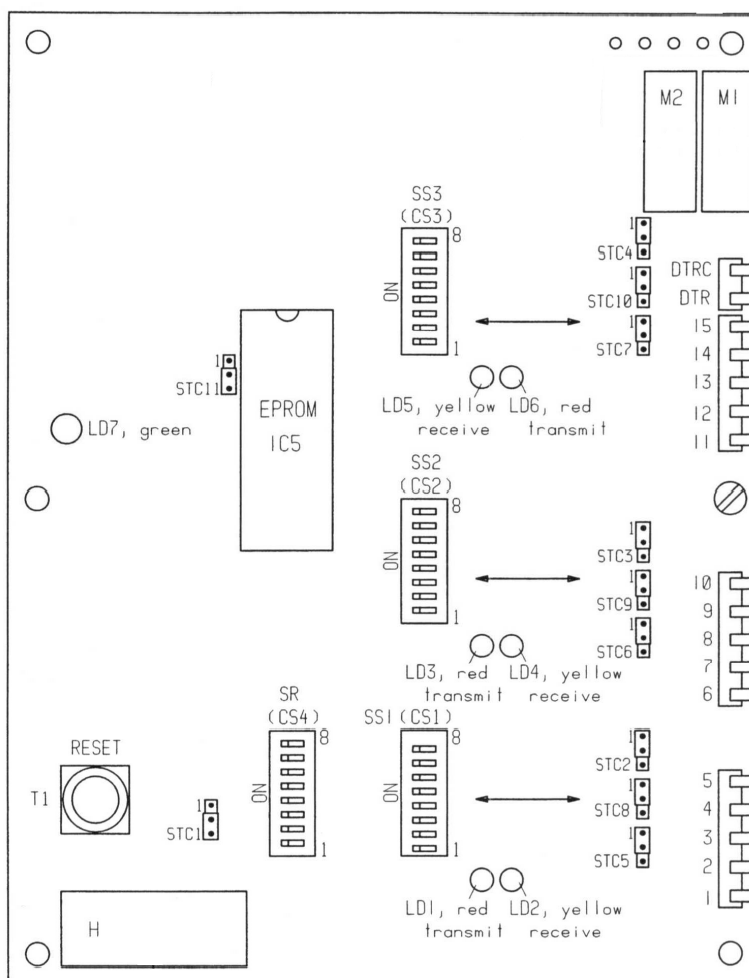 M2 M1
SS3
(CS3)
8
ON
1
1
STC4
1
STC10
1
STC7
DTRC
DTR
15
14
13
12
11
1
STC11
EPROM
IC5
LD7, green
LD5, yellow LD6, red
receive transmit
SS2
(CS2)
8
ON
1
1
STC3
1
STC9
1
STC6
10
9
8
7
6
LD3, red LD4, yellow
transmit receive
SR
(CS4)
8
ON
1
SS1 (CS1)
8
ON
1
RESET
T1
1
STC1
1
STC2
1
STC8
1
STC5
5
4
3
2
1
LD1, red LD2, yellow
transmit receive
H